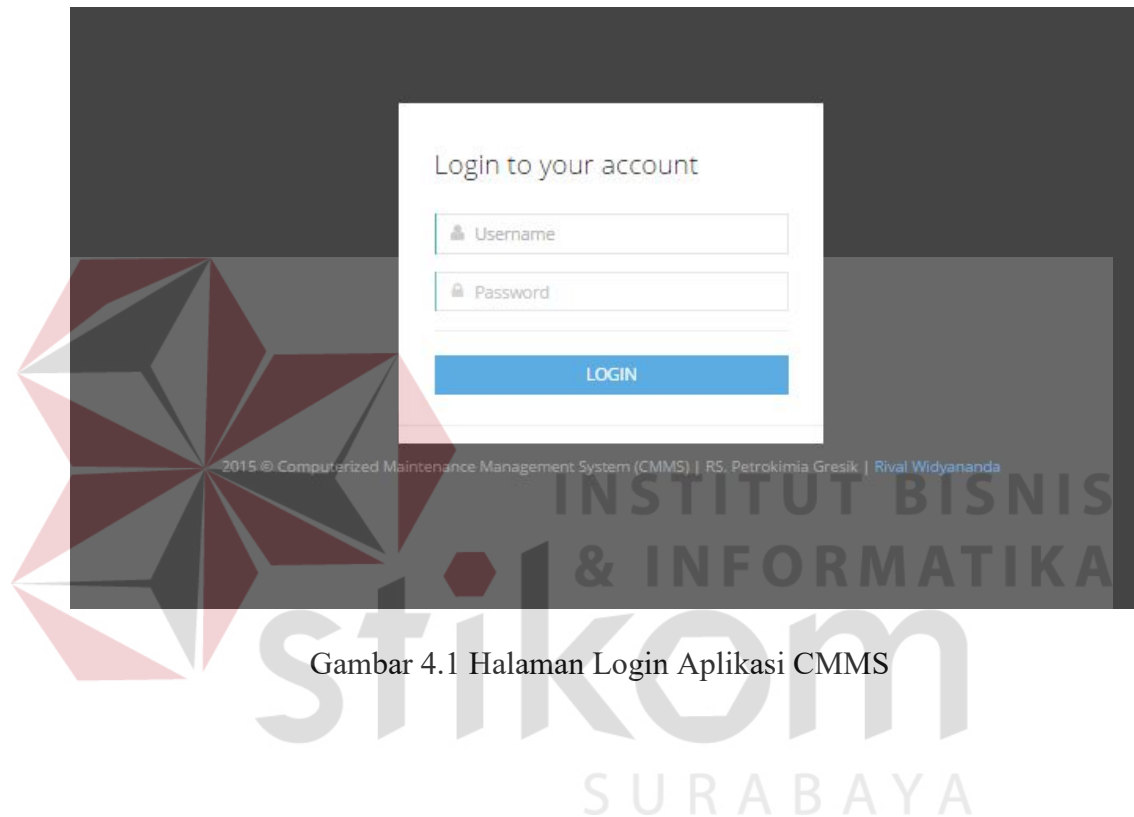 Login to your account
Username
Password
LOGIN
2015 © Computerized Maintenance Management System (CMMS) | RS. Petrokimia Gresik | Rival Widyananda
INSTITUT BISNIS
& INFORMATIKA
stikom
SURABAYA
Gambar 4.1 Halaman Login Aplikasi CMMS